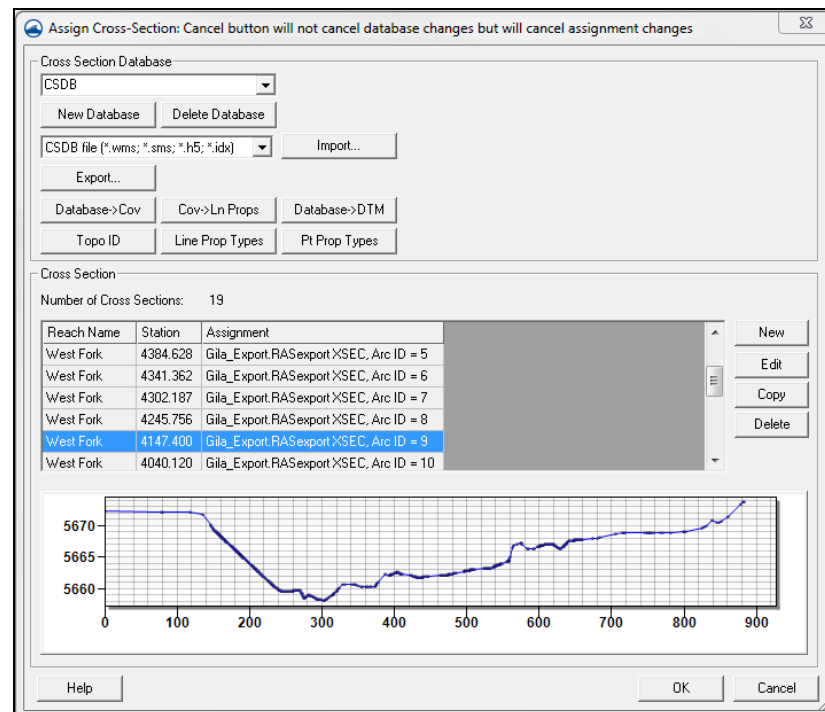 Assign Cross-Section: Cancel button will not cancel database changes but will cancel assignment changes
Cross Section Database
CSDB
New Database Delete Database
CSDB file (*.wms; *.sms; *.h5; *.idx) Import...
Export...
Database->Cov Cov->Ln Props Database->DTM
Topo ID Line Prop Types Pt Prop Types
Cross Section
Number of Cross Sections: 19
Reach Name Station Assignment New
West Fork 4384.628 Gila_Export.RASexport XSEC, Arc ID = 5
West Fork 4341.362 Gila_Export.RASexport XSEC, Arc ID = 6 Edit
West Fork 4302.187 Gila_Export.RASexport XSEC, Arc ID = 7 Copy
West Fork 4245.756 Gila_Export.RASexport XSEC, Arc ID = 8
West Fork 4147.400 Gila_Export.RASexport XSEC, Arc ID = 9 Delete
West Fork 4040.120 Gila_Export.RASexport XSEC, Arc ID = 10
5670
5665
5660
0 100 200 300 400 500 600 700 800 900
Help OK Cancel